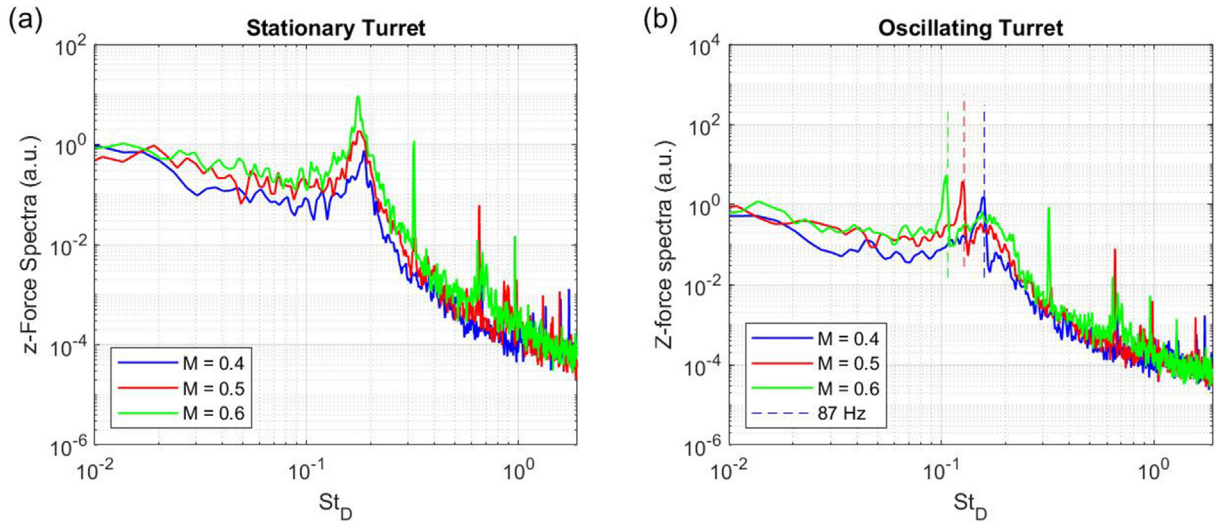 (a)
Stationary Turret
z-Force Spectra (a.u.)
10^2
10^0
10^-2
10^-4
10^-6
M = 0.4
M = 0.5
M = 0.6
10^-2
10^-1
10^0
St_D
(b)
Oscillating Turret
Z-force spectra (a.u.)
10^4
10^2
10^0
10^-2
10^-4
10^-6
M = 0.4
M = 0.5
M = 0.6
87 Hz
10^-2
10^-1
10^0
St_D